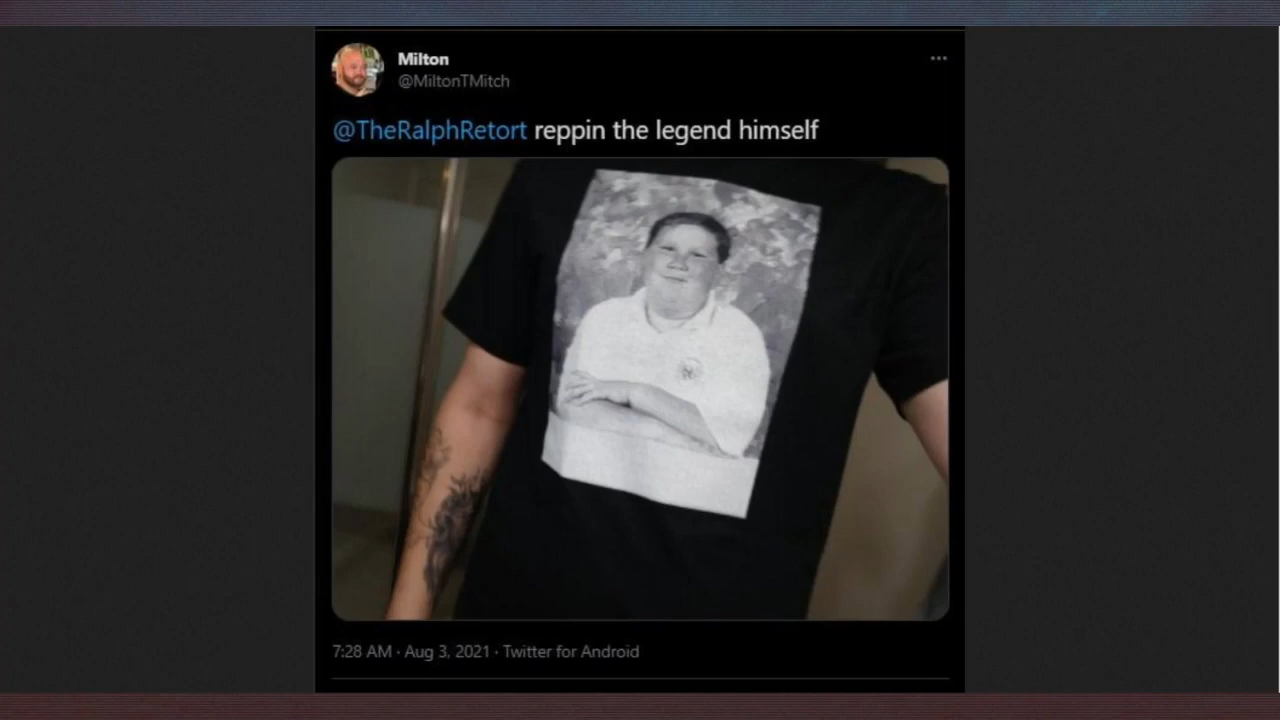 Milton
@MiltonTMitch
@TheRalphRetort reppin the legend himself
7:28 AM · Aug 3, 2021 · Twitter for Android